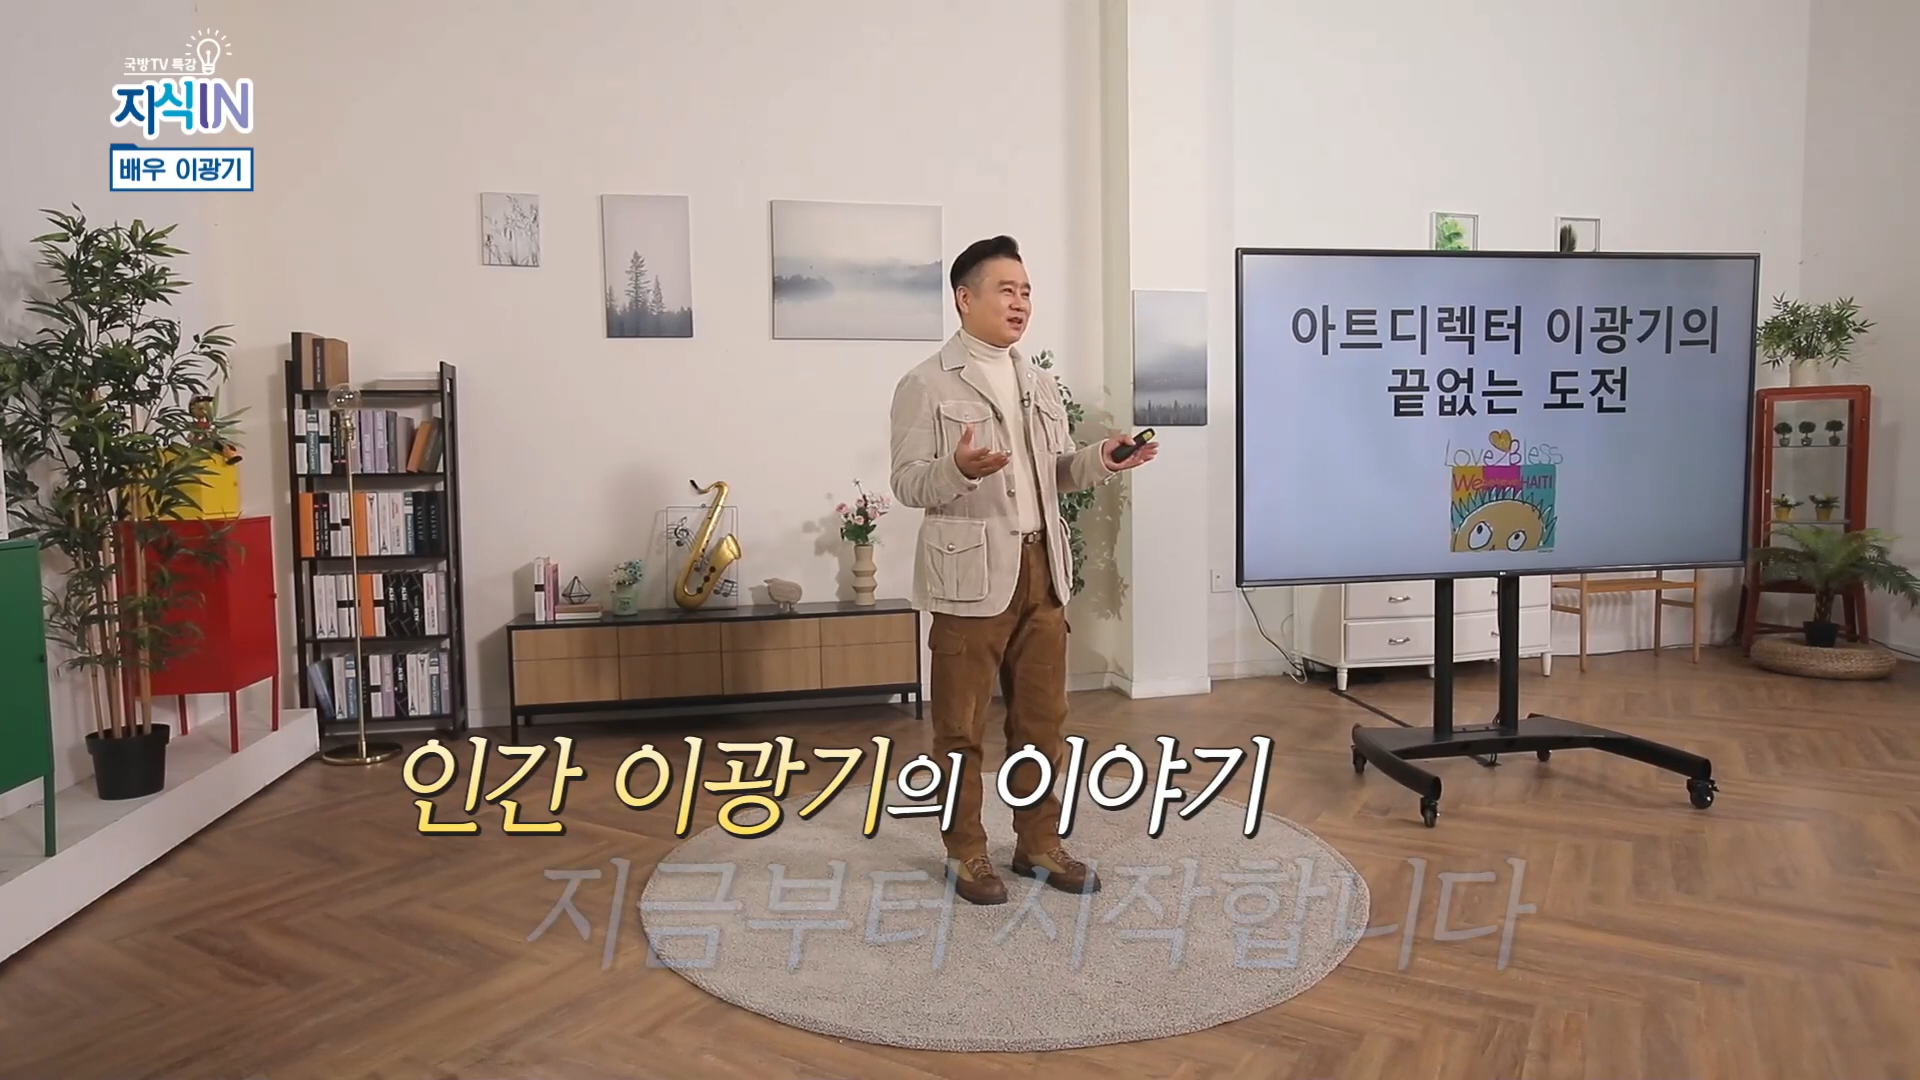 국방TV 특강
지식IN
배우 이광기
아트디렉터 이광기의
끝없는 도전
Love Bless
We believe HAITI
인간 이광기의 이야기
지금부터 시작합니다